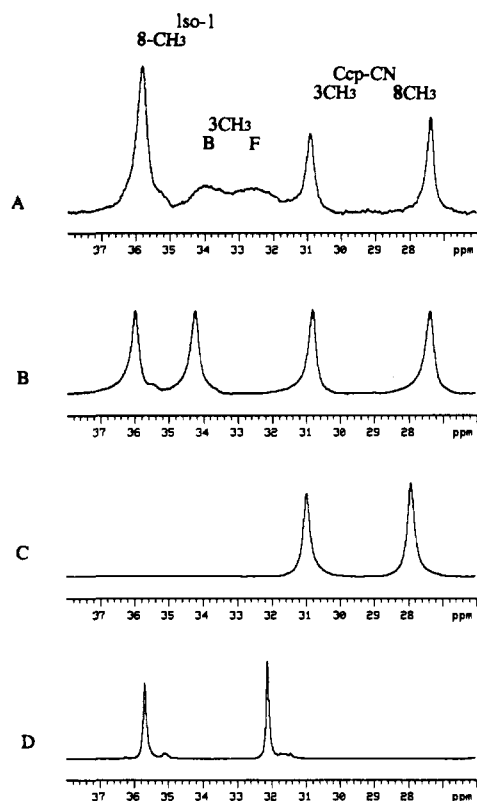 Iso-1
8-CH3
Ccp-CN
3CH3
3CH3 8CH3
B F
A
37 36 35 34 33 32 31 30 29 28 ppm
B
37 36 35 34 33 32 31 30 29 28 ppm
C
37 36 35 34 33 32 31 30 29 28 ppm
D
37 36 35 34 33 32 31 30 29 28 ppm